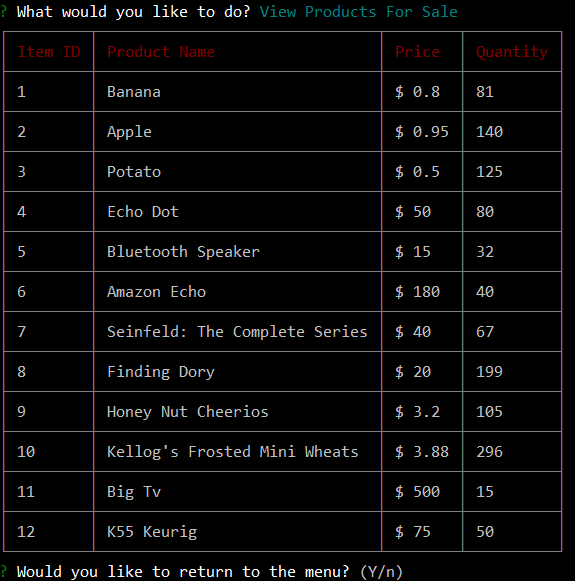 ? What would you like to do? View Products For Sale
Item ID Product Name Price Quantity
1 Banana $ 0.8 81
2 Apple $ 0.95 140
3 Potato $ 0.5 125
4 Echo Dot $ 50 80
5 Bluetooth Speaker $ 15 32
6 Amazon Echo $ 180 40
7 Seinfeld: The Complete Series $ 40 67
8 Finding Dory $ 20 199
9 Honey Nut Cheerios $ 3.2 105
10 Kellog's Frosted Mini Wheats $ 3.88 296
11 Big Tv $ 500 15
12 K55 Keurig $ 75 50
? Would you like to return to the menu? (Y/n)